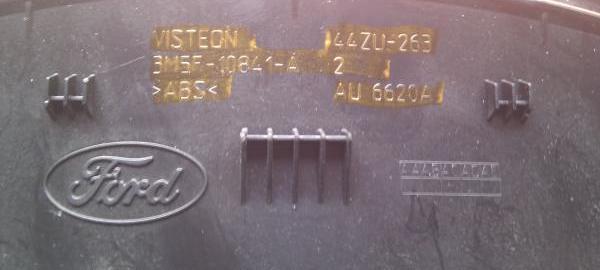 VISTEON 44ZU-263
3M5F-10841-A 2
>ABS< AU 6620A
Ford